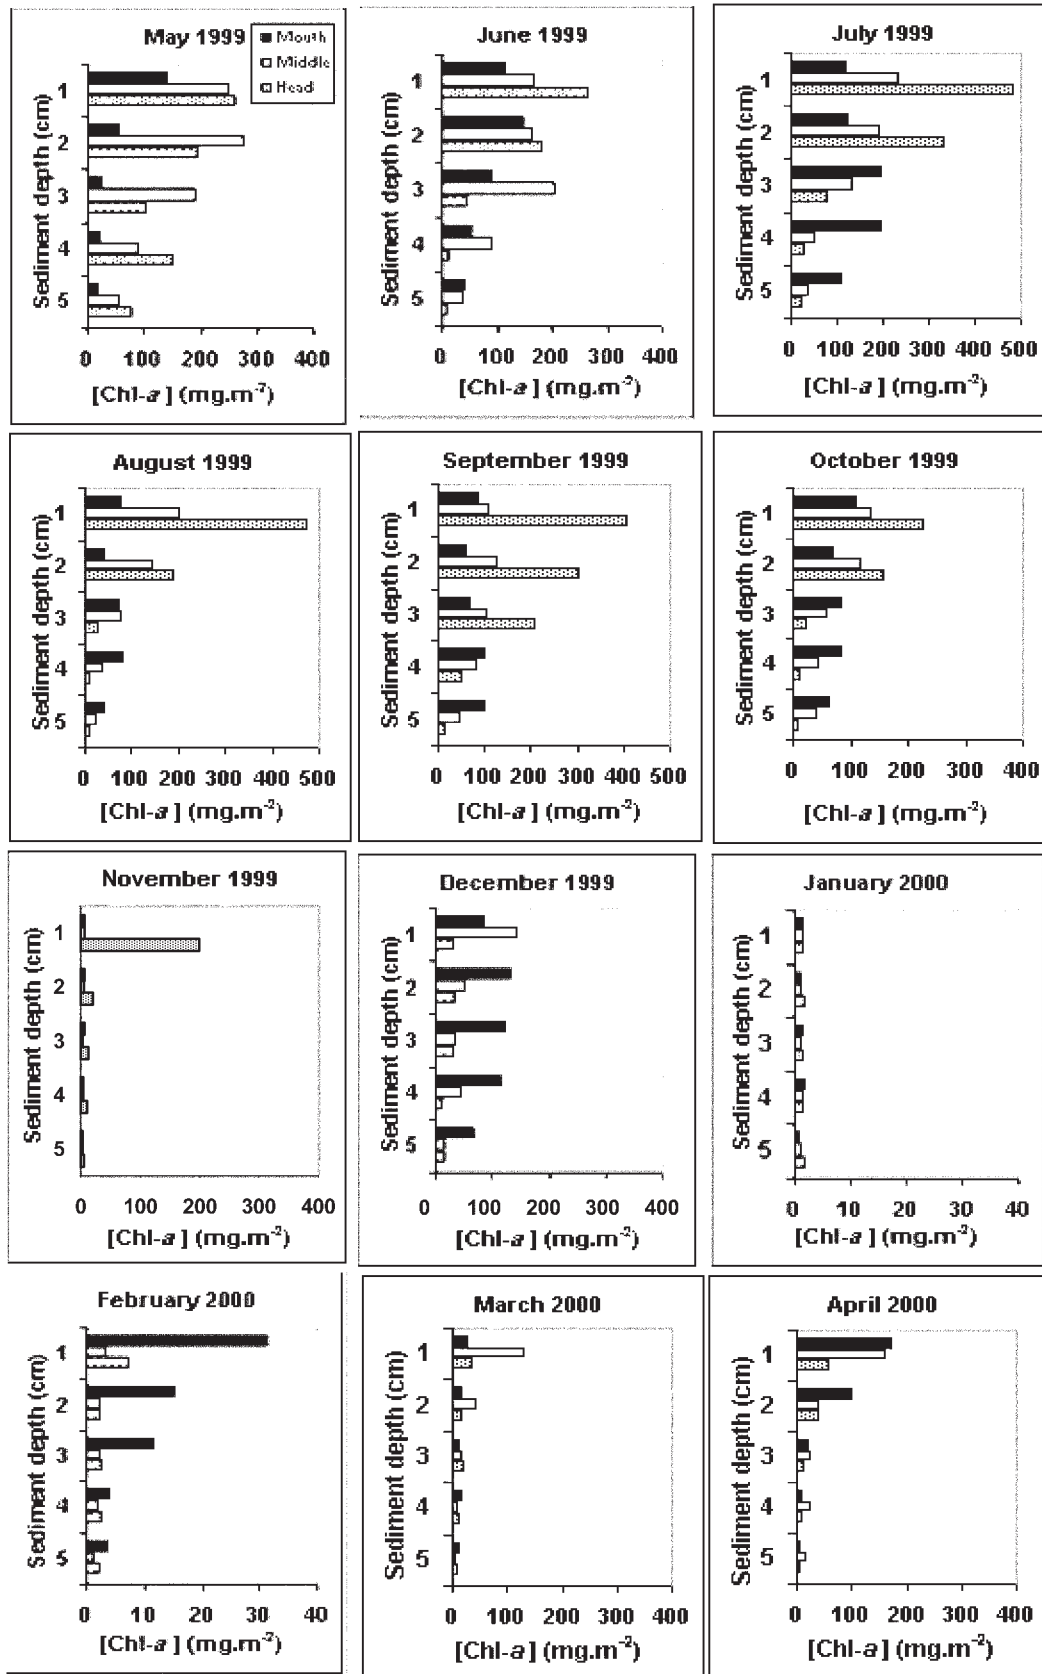 May 1999
Mouth
Middle
Head
Sediment depth (cm)
1
2
3
4
5
0 100 200 300 400
[Chl-a] (mg.m-2)
June 1999
Sediment depth (cm)
1
2
3
4
5
0 100 200 300 400
[Chl-a] (mg.m-2)
July 1999
Sediment depth (cm)
1
2
3
4
5
0 100 200 300 400 500
[Chl-a] (mg.m-2)
August 1999
Sediment depth (cm)
1
2
3
4
5
0 100 200 300 400 500
[Chl-a] (mg.m-2)
September 1999
Sediment depth (cm)
1
2
3
4
5
0 100 200 300 400 500
[Chl-a] (mg.m-2)
October 1999
Sediment depth (cm)
1
2
3
4
5
0 100 200 300 400
[Chl-a] (mg.m-2)
November 1999
Sediment depth (cm)
1
2
3
4
5
0 100 200 300 400
[Chl-a] (mg.m-2)
December 1999
Sediment depth (cm)
1
2
3
4
5
0 100 200 300 400
[Chl-a] (mg.m-2)
January 2000
Sediment depth (cm)
1
2
3
4
5
0 10 20 30 40
[Chl-a] (mg.m-2)
February 2000
Sediment depth (cm)
1
2
3
4
5
0 10 20 30 40
[Chl-a] (mg.m-2)
March 2000
Sediment depth (cm)
1
2
3
4
5
0 100 200 300 400
[Chl-a] (mg.m-2)
April 2000
Sediment depth (cm)
1
2
3
4
5
0 100 200 300 400
[Chl-a] (mg.m-2)